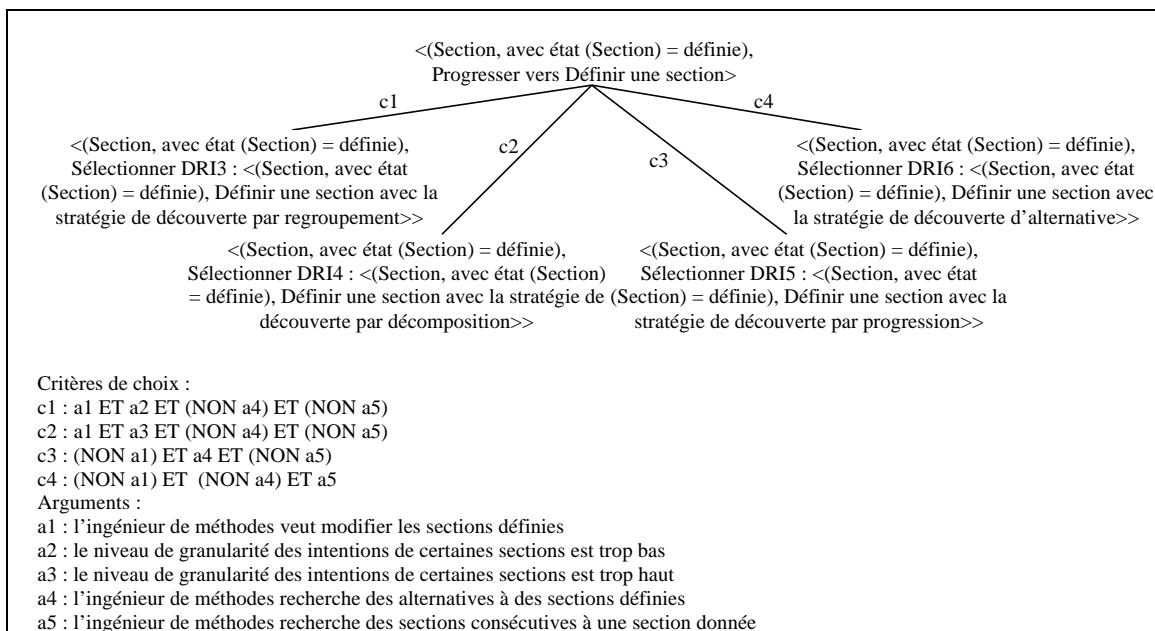 <(Section, avec état (Section) = définie),
Progresser vers Définir une section>
c1
c4
c2
c3
<(Section, avec état (Section) = définie),
Sélectionner DRI3 : <(Section, avec état
(Section) = définie), Définir une section avec la
stratégie de découverte par regroupement>>
<(Section, avec état (Section) = définie),
Sélectionner DRI6 : <(Section, avec état
(Section) = définie), Définir une section avec
la stratégie de découverte d’alternative>>
<(Section, avec état (Section) = définie),
Sélectionner DRI4 : <(Section, avec état (Section)
= définie), Définir une section avec la stratégie de
découverte par décomposition>>
<(Section, avec état (Section) = définie),
Sélectionner DRI5 : <(Section, avec état
(Section) = définie), Définir une section avec la
stratégie de découverte par progression>>
Critères de choix :
c1 : a1 ET a2 ET (NON a4) ET (NON a5)
c2 : a1 ET a3 ET (NON a4) ET (NON a5)
c3 : (NON a1) ET a4 ET (NON a5)
c4 : (NON a1) ET (NON a4) ET a5
Arguments :
a1 : l’ingénieur de méthodes veut modifier les sections définies
a2 : le niveau de granularité des intentions de certaines sections est trop bas
a3 : le niveau de granularité des intentions de certaines sections est trop haut
a4 : l’ingénieur de méthodes recherche des alternatives à des sections définies
a5 : l’ingénieur de méthodes recherche des sections consécutives à une section donnée